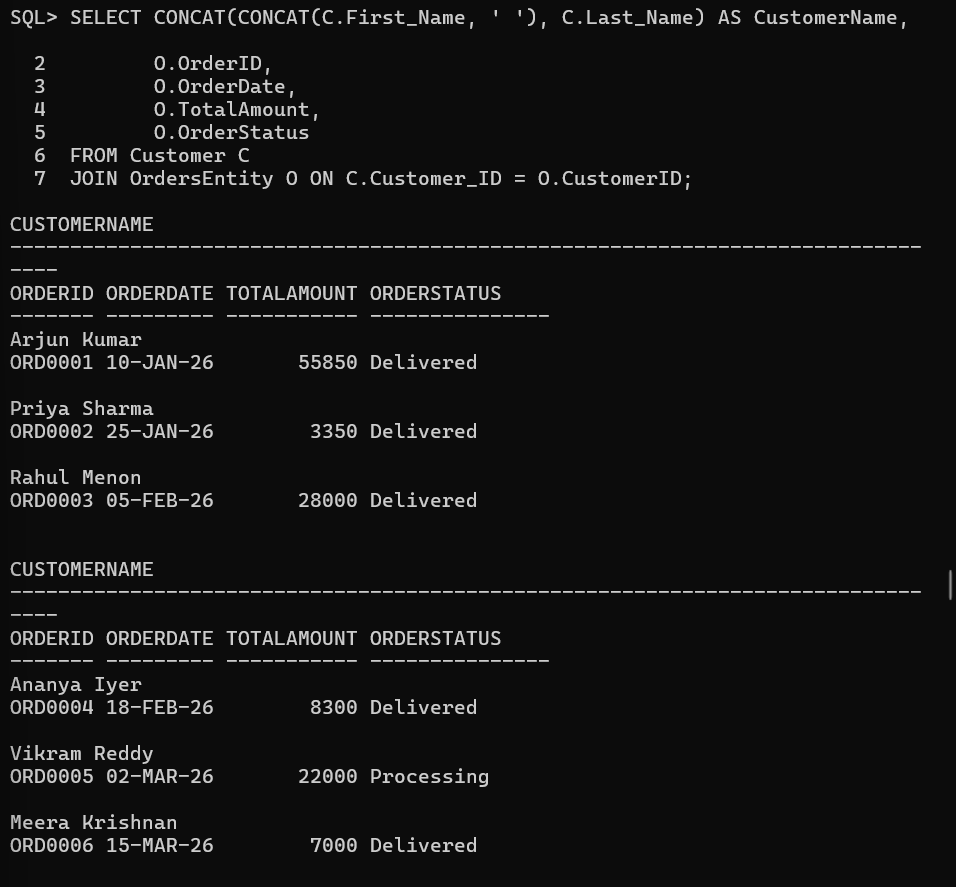 SQL> SELECT CONCAT(CONCAT(C.First_Name, ' '), C.Last_Name) AS CustomerName,
  2         O.OrderID,
  3         O.OrderDate,
  4         O.TotalAmount,
  5         O.OrderStatus
  6  FROM Customer C
  7  JOIN OrdersEntity O ON C.Customer_ID = O.CustomerID;
CUSTOMERNAME
----------------------------------------------------------------------------
----
ORDERID ORDERDATE TOTALAMOUNT ORDERSTATUS
------- --------- ----------- ---------------
Arjun Kumar
ORD0001 10-JAN-26       55850 Delivered
Priya Sharma
ORD0002 25-JAN-26        3350 Delivered
Rahul Menon
ORD0003 05-FEB-26       28000 Delivered
CUSTOMERNAME
----------------------------------------------------------------------------
----
ORDERID ORDERDATE TOTALAMOUNT ORDERSTATUS
------- --------- ----------- ---------------
Ananya Iyer
ORD0004 18-FEB-26        8300 Delivered
Vikram Reddy
ORD0005 02-MAR-26       22000 Processing
Meera Krishnan
ORD0006 15-MAR-26        7000 Delivered